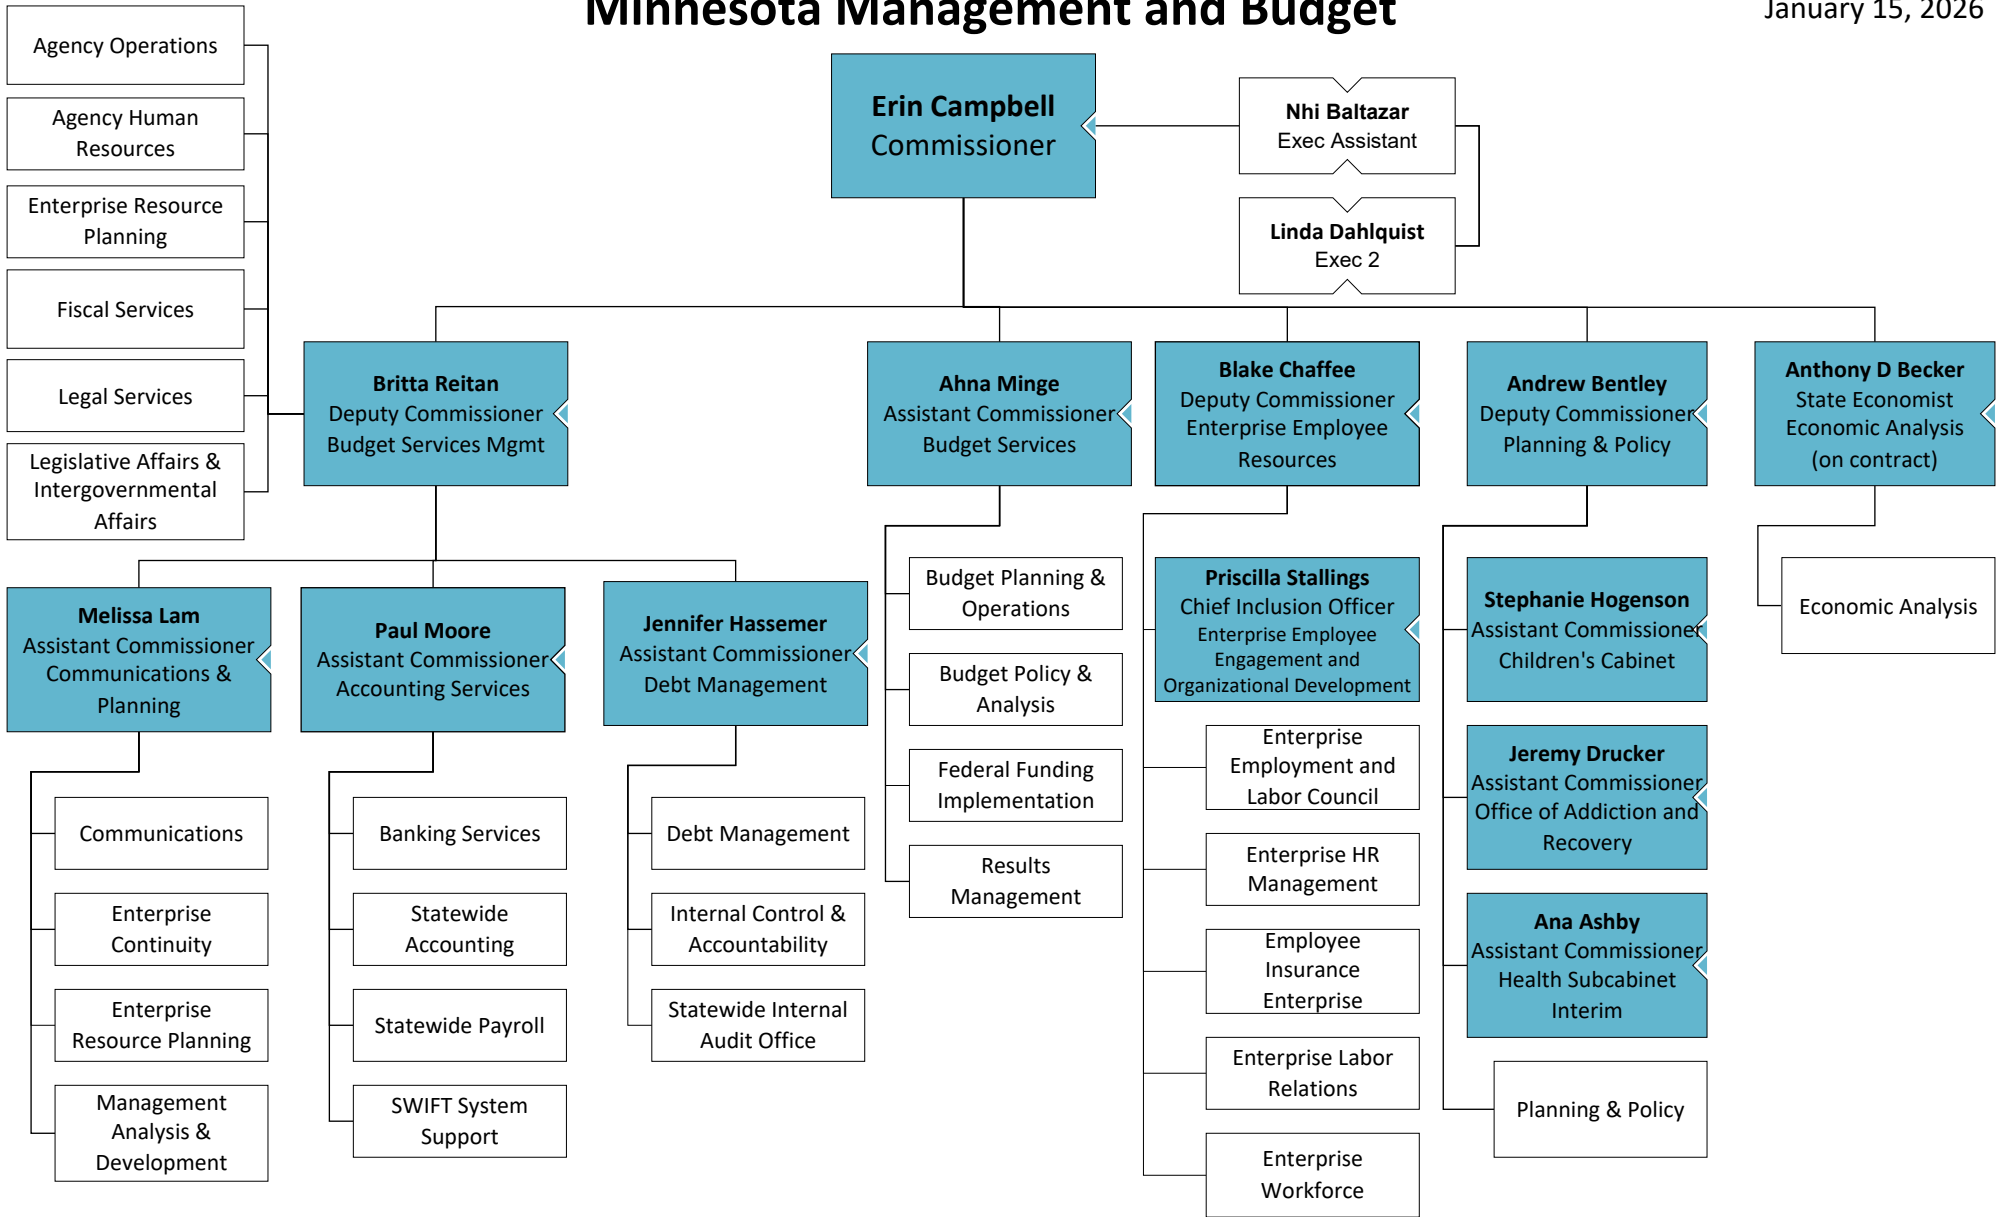 Minnesota Management and Budget
January 15, 2026
Agency Operations
Agency Human
Resources
Enterprise Resource
Planning
Fiscal Services
Legal Services
Legislative Affairs &
Intergovernmental
Affairs
Erin Campbell
Commissioner
Nhi Baltazar
Exec Assistant
Linda Dahlquist
Exec 2
Britta Reitan
Deputy Commissioner
Budget Services Mgmt
Ahna Minge
Assistant Commissioner
Budget Services
Blake Chaffee
Deputy Commissioner
Enterprise Employee
Resources
Andrew Bentley
Deputy Commissioner
Planning & Policy
Anthony D Becker
State Economist
Economic Analysis
(on contract)
Melissa Lam
Assistant Commissioner
Communications &
Planning
Communications
Enterprise
Continuity
Enterprise
Resource Planning
Management
Analysis &
Development
Paul Moore
Assistant Commissioner
Accounting Services
Banking Services
Statewide
Accounting
Statewide Payroll
SWIFT System
Support
Jennifer Hassemer
Assistant Commissioner
Debt Management
Debt Management
Internal Control &
Accountability
Statewide Internal
Audit Office
Budget Planning &
Operations
Budget Policy &
Analysis
Federal Funding
Implementation
Results
Management
Priscilla Stallings
Chief Inclusion Officer
Enterprise Employee
Engagement and
Organizational Development
Enterprise
Employment and
Labor Council
Enterprise HR
Management
Employee
Insurance
Enterprise
Enterprise Labor
Relations
Enterprise
Workforce
Stephanie Hogenson
Assistant Commissioner
Children's Cabinet
Jeremy Drucker
Assistant Commissioner
Office of Addiction and
Recovery
Ana Ashby
Assistant Commissioner
Health Subcabinet
Interim
Planning & Policy
Economic Analysis